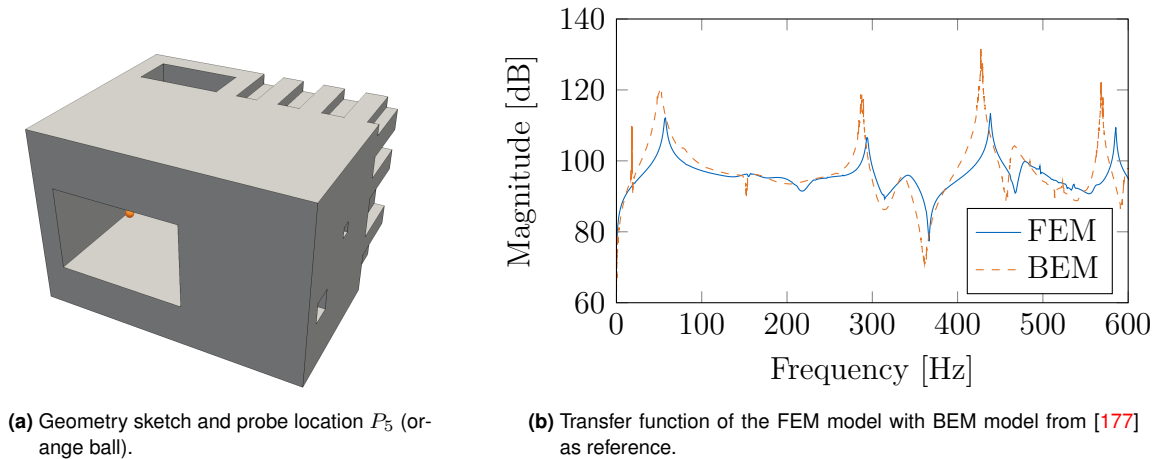 140
120
100
80
60
Magnitude [dB]
0
100
200
300
400
500
600
Frequency [Hz]
FEM
BEM
(a) Geometry sketch and probe location P5 (or-
ange ball).
(b) Transfer function of the FEM model with BEM model from [177]
as reference.